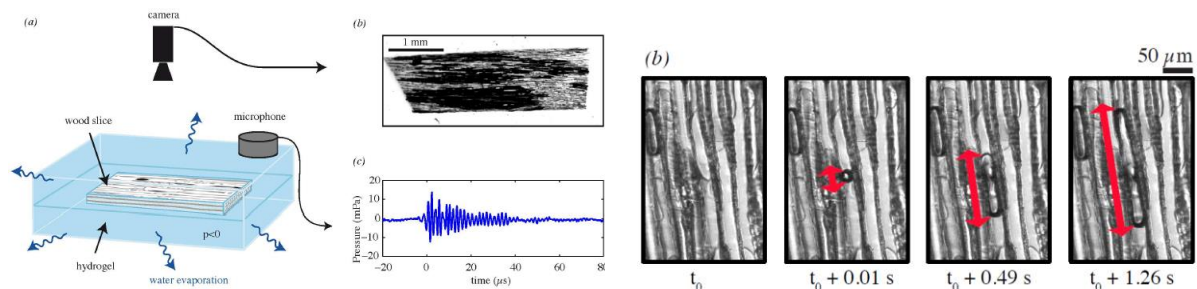 (a)
camera
wood slice
microphone
p<0
hydrogel
water evaporation
(b)
1 mm
(c)
Pressure (mPa)
20
10
0
−10
−20
−20
0
20
40
60
80
time (μs)
(b)
50 μm
t0
t0 + 0.01 s
t0 + 0.49 s
t0 + 1.26 s